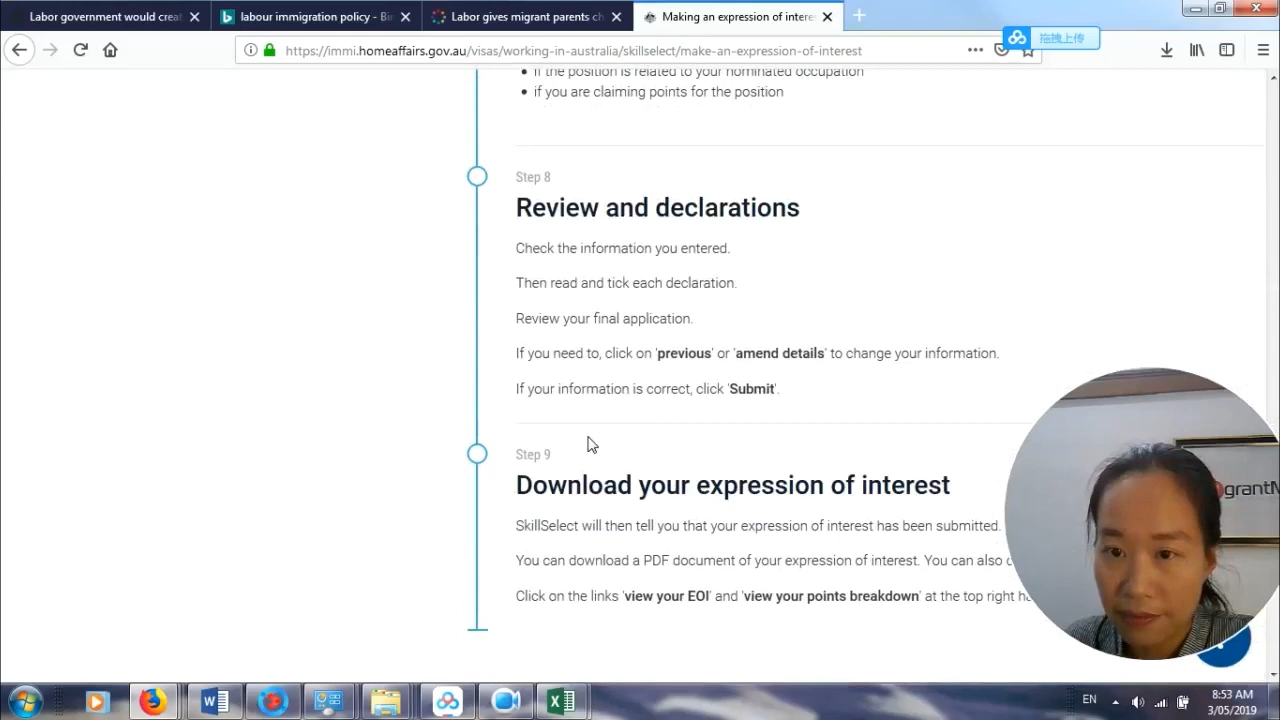 Labor government would creat
labour immigration policy - Bin
Labor gives migrant parents ch
Making an expression of intere
https://immi.homeaffairs.gov.au/visas/working-in-australia/skillselect/make-an-expression-of-interest
拖拽上传
if the position is related to your nominated occupation
if you are claiming points for the position
Step 8
Review and declarations
Check the information you entered.
Then read and tick each declaration.
Review your final application.
If you need to, click on 'previous' or 'amend details' to change your information.
If your information is correct, click 'Submit'.
Step 9
Download your expression of interest
SkillSelect will then tell you that your expression of interest has been submitted.
You can download a PDF document of your expression of interest. You can also
Click on the links 'view your EOI' and 'view your points breakdown' at the top right
grantM
EN
8:53 AM
3/05/2019